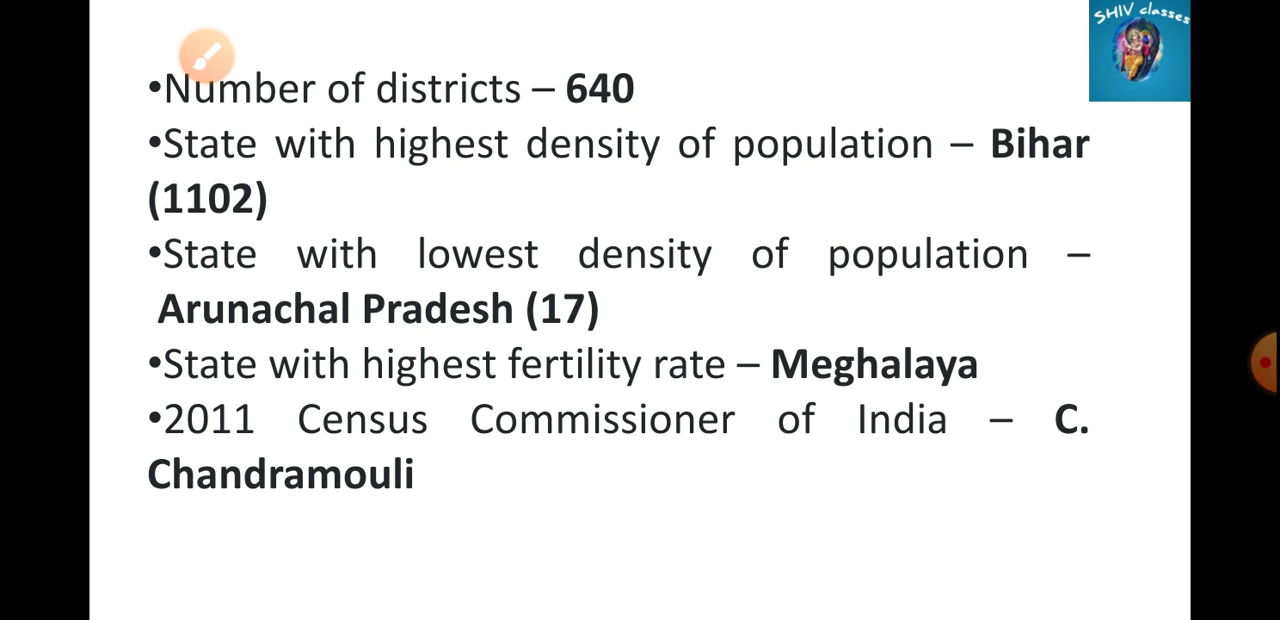 SHIV classes
•Number of districts – 640
•State with highest density of population – Bihar
(1102)
•State with lowest density of population –
Arunachal Pradesh (17)
•State with highest fertility rate – Meghalaya
•2011 Census Commissioner of India – C.
Chandramouli